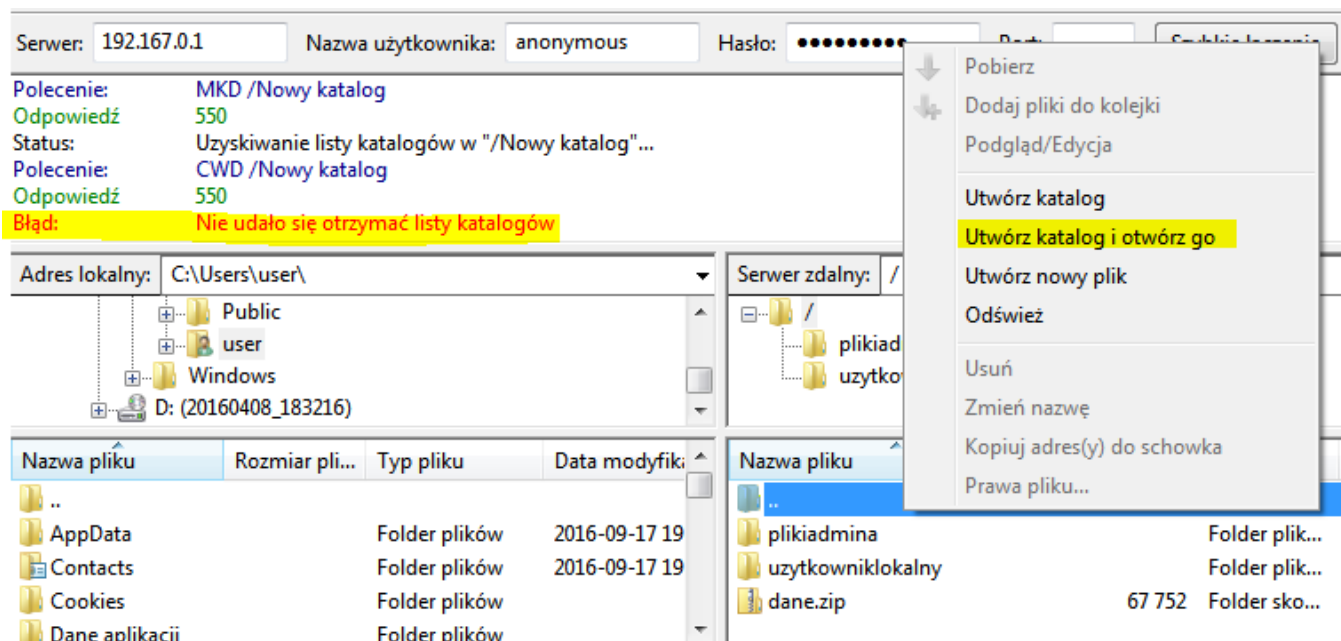 Serwer: 192.167.0.1 Nazwa użytkownika: anonymous Hasło: •••••••••
Polecenie: MKD /Nowy katalog
Odpowiedź 550
Status: Uzyskiwanie listy katalogów w "/Nowy katalog"...
Polecenie: CWD /Nowy katalog
Odpowiedź 550
Błąd: Nie udało się otrzymać listy katalogów
Pobierz
Dodaj pliki do kolejki
Podgląd/Edycja
Utwórz katalog
Utwórz katalog i otwórz go
Utwórz nowy plik
Odśwież
Usuń
Zmień nazwę
Kopiuj adres(y) do schowka
Prawa pliku...
Adres lokalny: C:\Users\user\
Public
user
Windows
D: (20160408_183216)
Serwer zdalny: /
/
plikiad
uzytko
Nazwa pliku Rozmiar pli... Typ pliku Data modyfik
..
AppData Folder plików 2016-09-17 19
Contacts Folder plików 2016-09-17 19
Cookies Folder plików
Dane aplikacji Folder plików
Nazwa pliku
..
plikiadmina Folder plik...
uzytkowniklokalny Folder plik...
dane.zip 67 752 Folder sko...